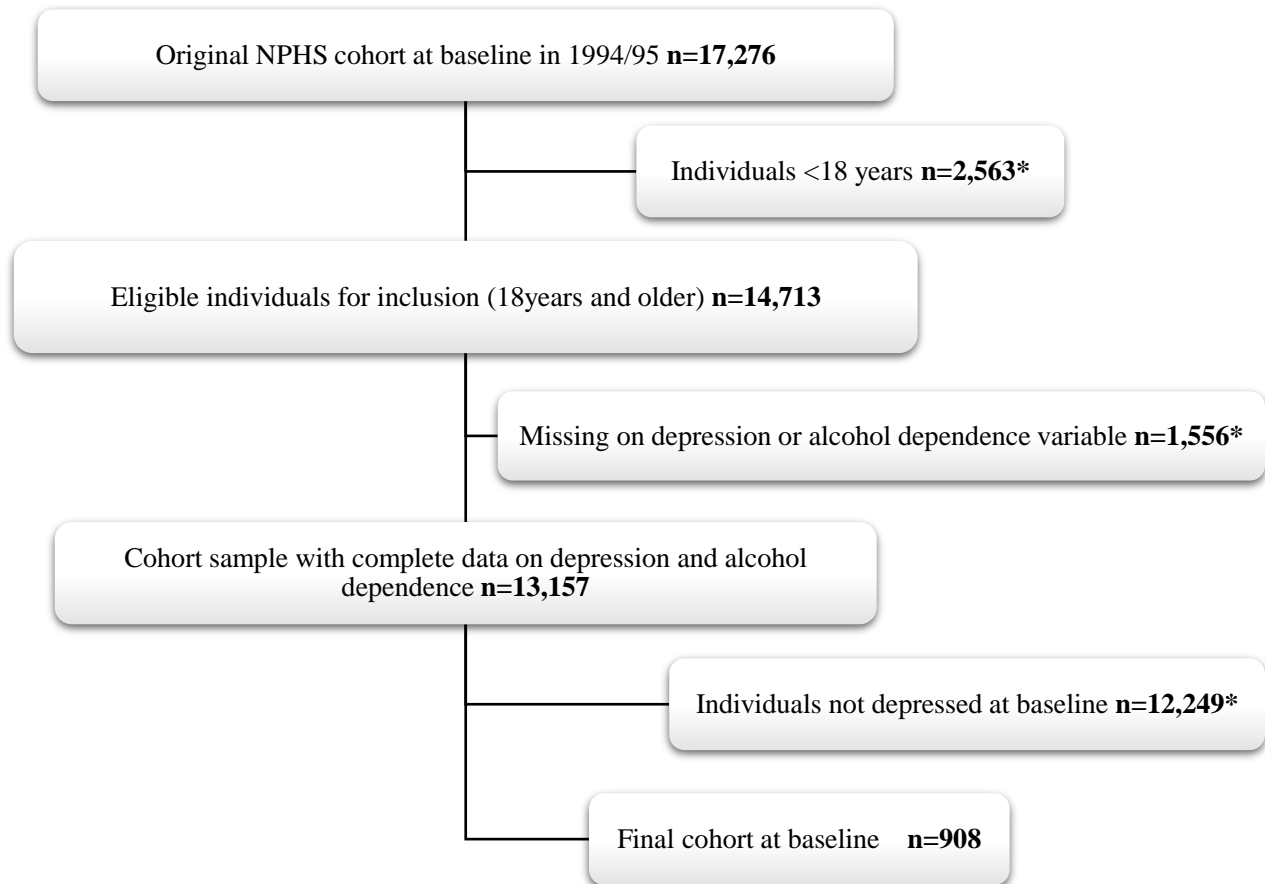 Original NPHS cohort at baseline in 1994/95 n=17,276
Individuals <18 years n=2,563*
Eligible individuals for inclusion (18years and older) n=14,713
Missing on depression or alcohol dependence variable n=1,556*
Cohort sample with complete data on depression and alcohol
dependence n=13,157
Individuals not depressed at baseline n=12,249*
Final cohort at baseline n=908